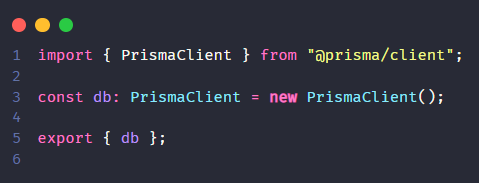 1 import { PrismaClient } from "@prisma/client";
2
3 const db: PrismaClient = new PrismaClient();
4
5 export { db };
6